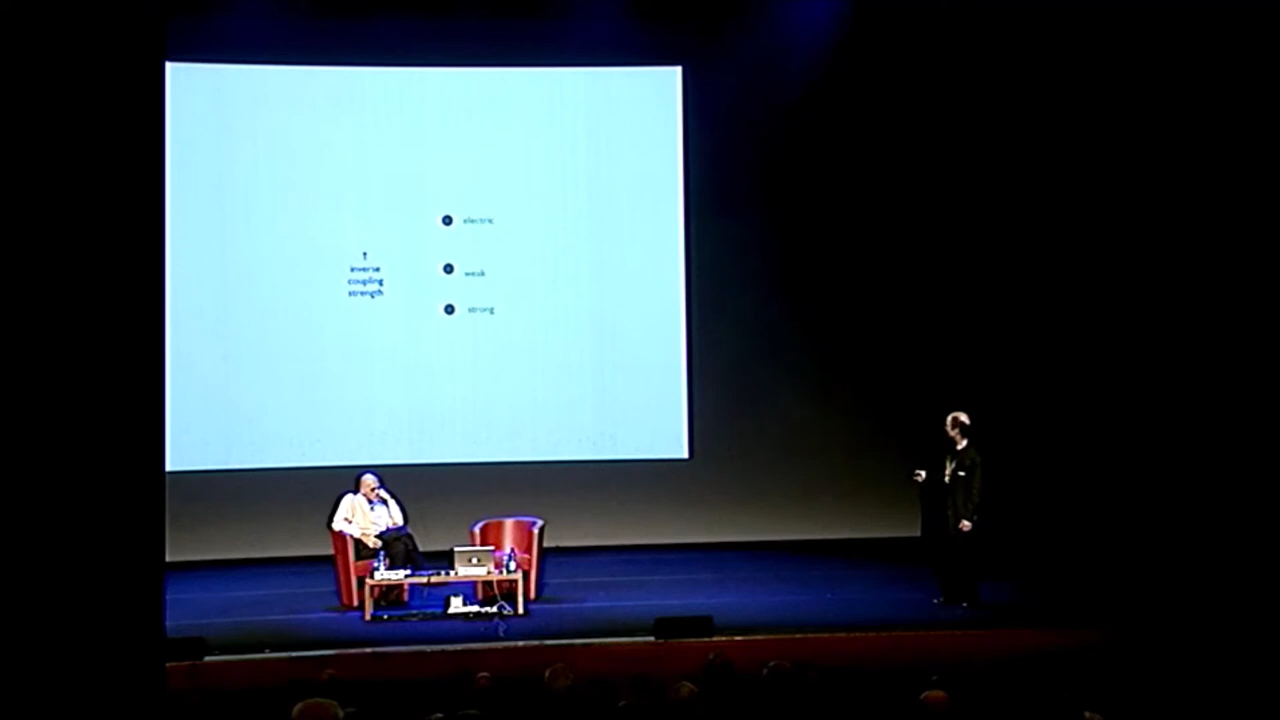 electric
↑
inverse
coupling
strength
weak
strong